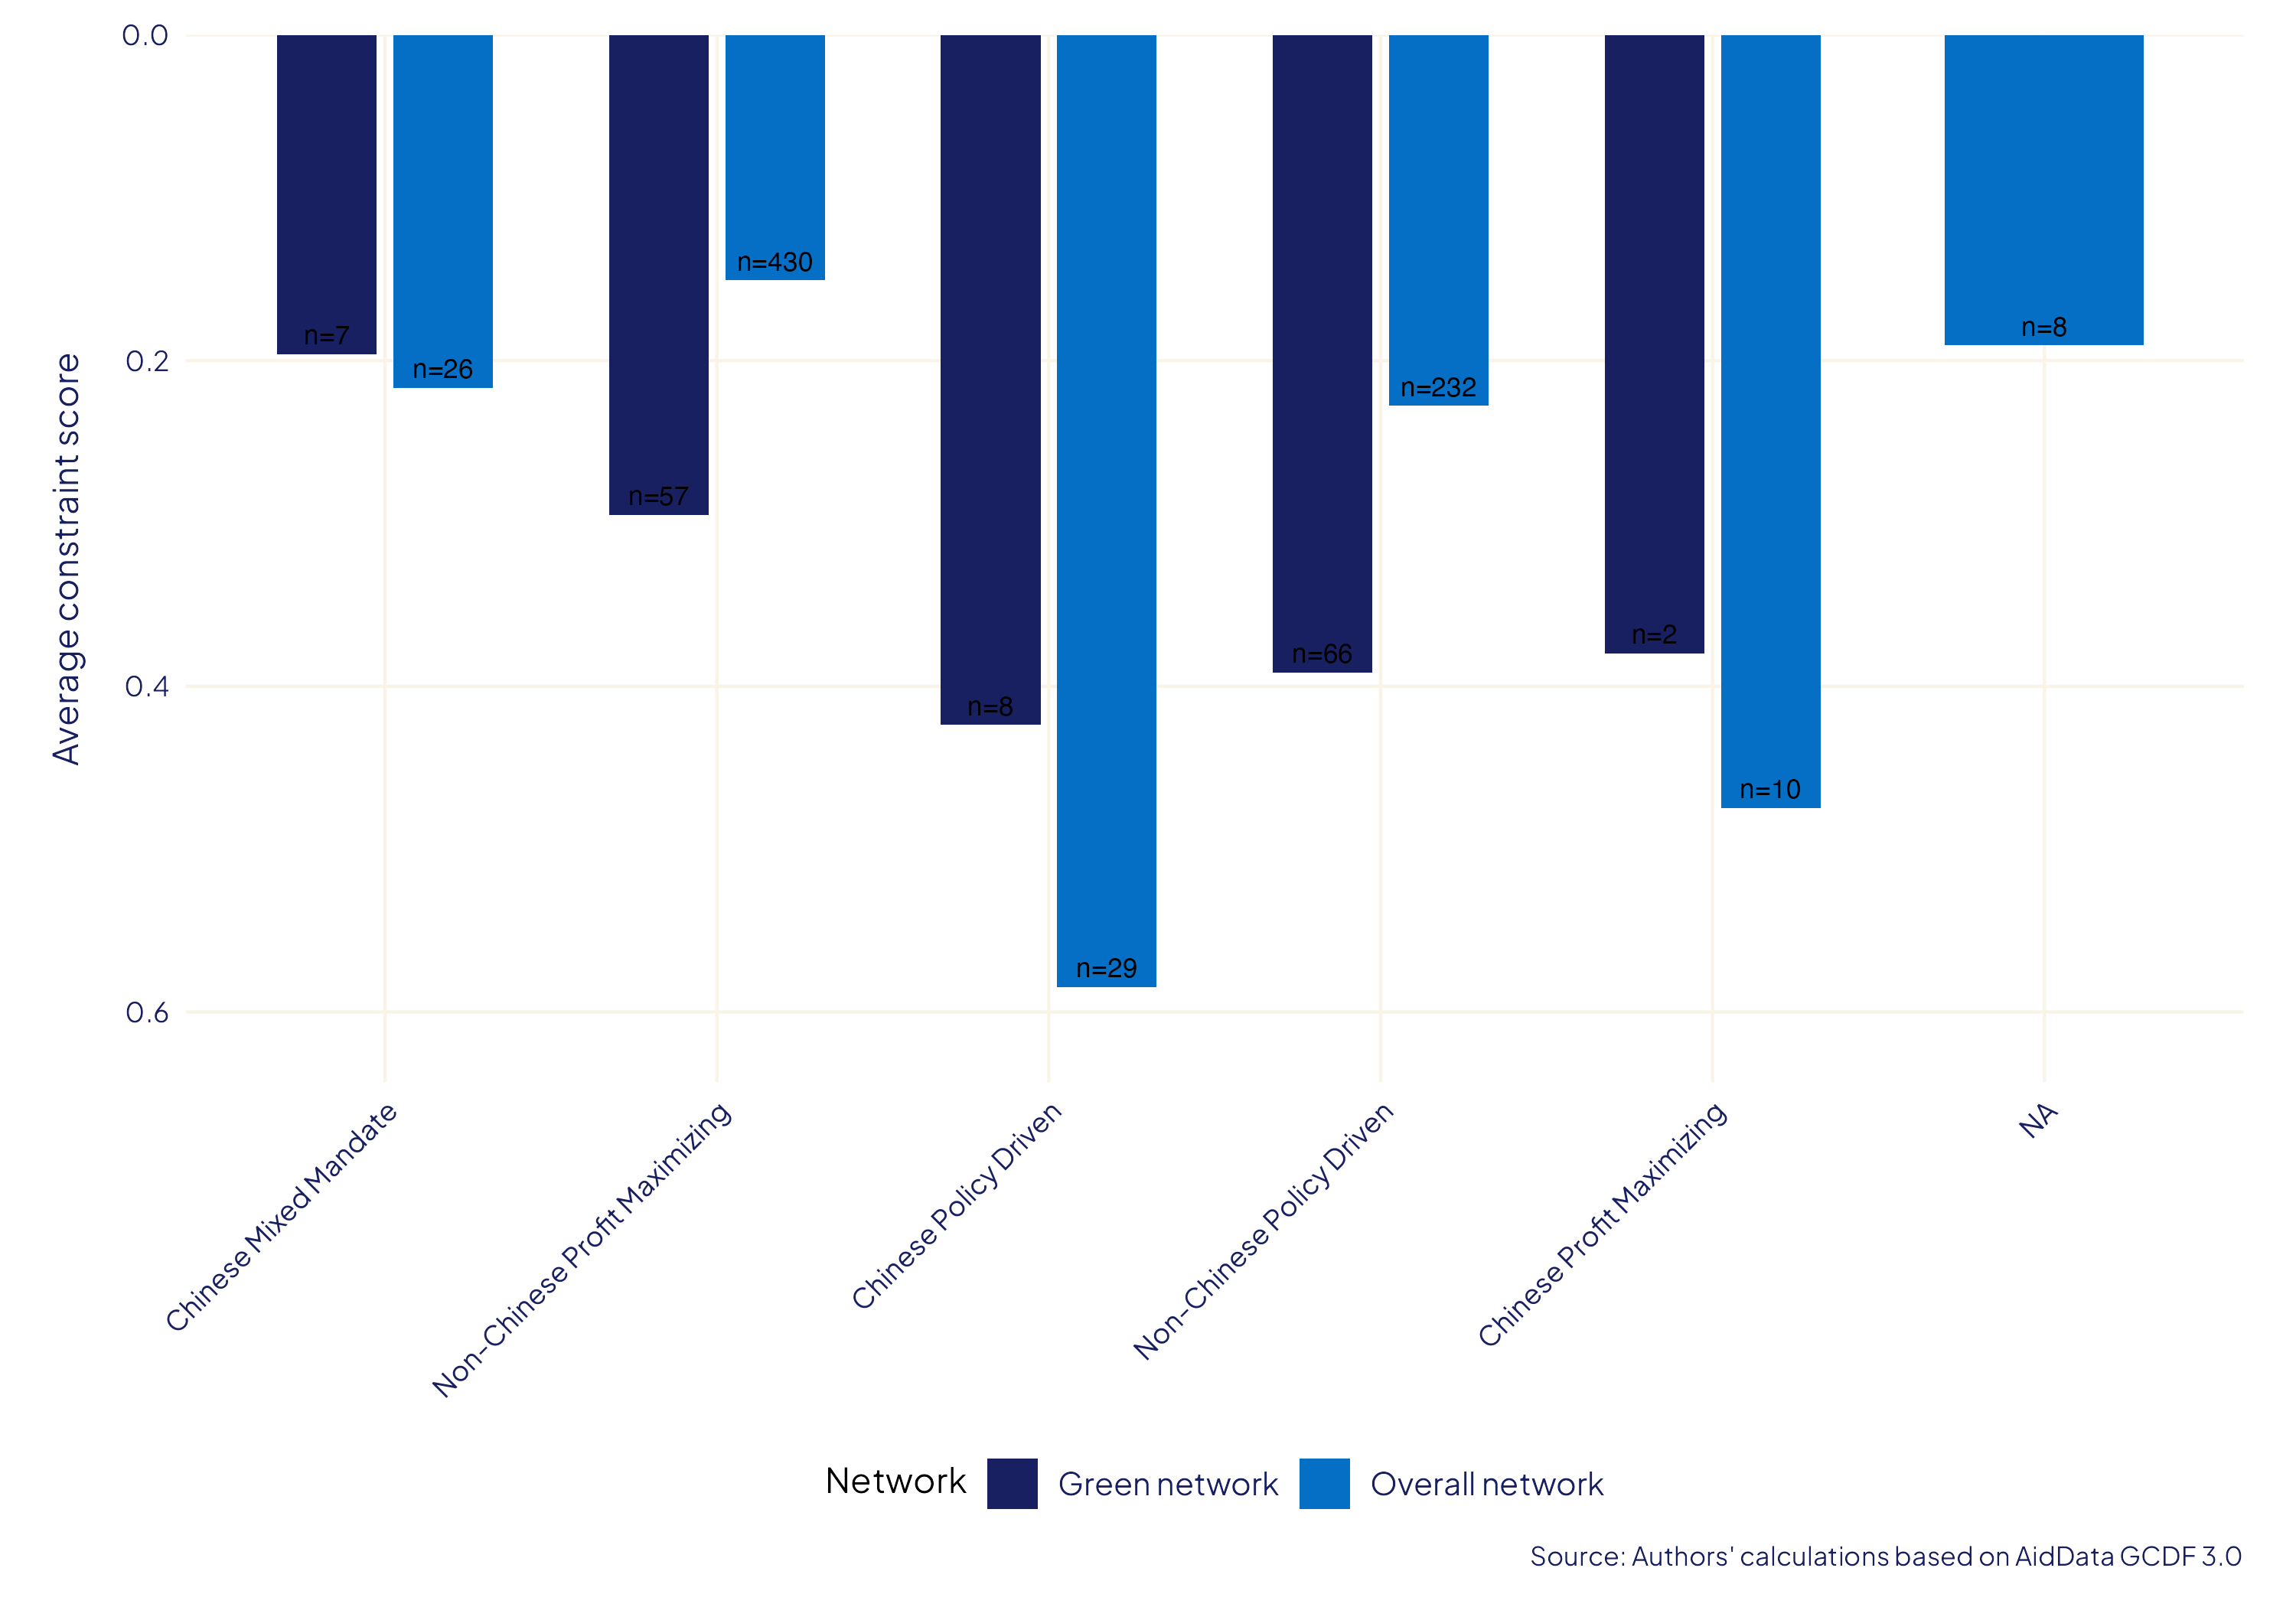 Average constraint score
0.0
0.2
0.4
0.6
n=7
n=26
n=57
n=430
n=8
n=29
n=66
n=232
n=2
n=10
n=8
Chinese Mixed Mandate
Non-Chinese Profit Maximizing
Chinese Policy Driven
Non-Chinese Policy Driven
Chinese Profit Maximizing
NA
Network Green network Overall network
Source: Authors' calculations based on AidData GCDF 3.0